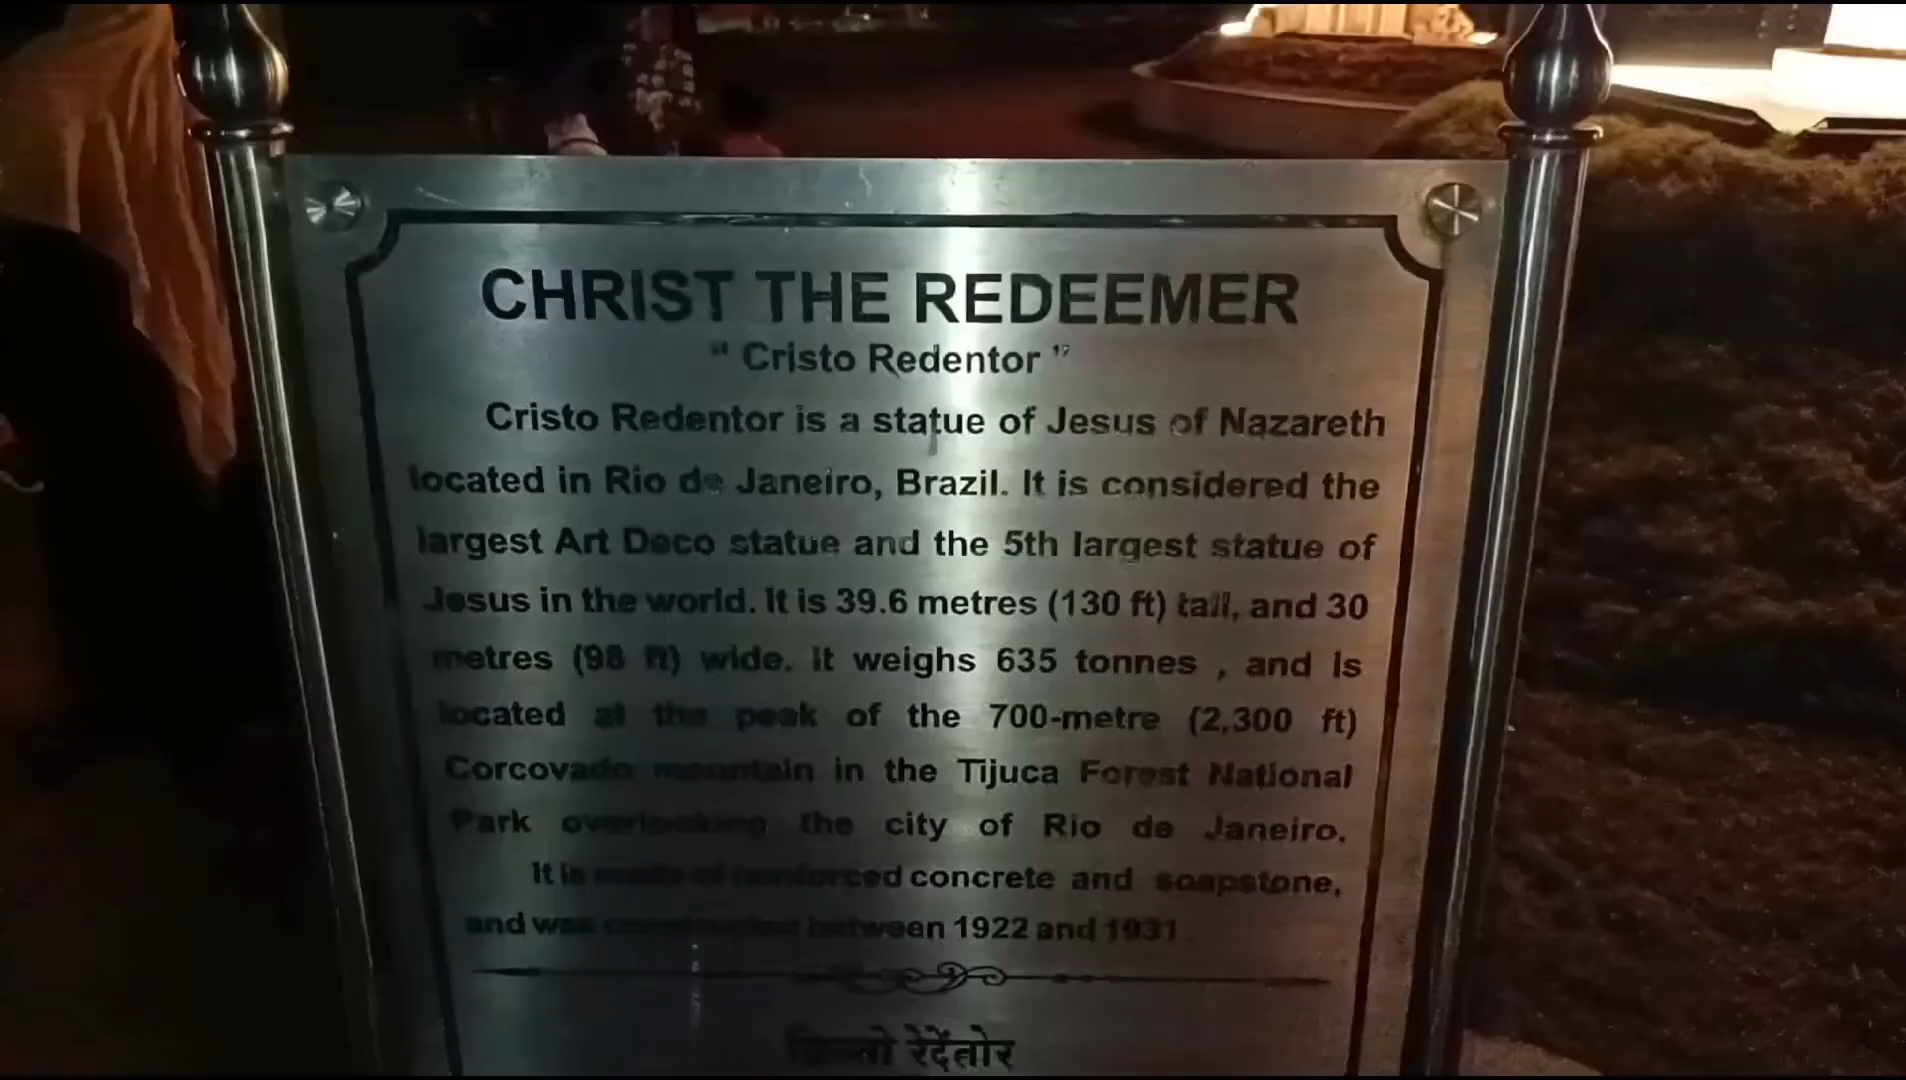 CHRIST THE REDEEMER
" Cristo Redentor "
Cristo Redentor is a statue of Jesus of Nazareth
located in Rio de Janeiro, Brazil. It is considered the
largest Art Deco statue and the 5th largest statue of
Jesus in the world. It is 39.6 metres (130 ft) tall, and 30
metres (98 ft) wide. It weighs 635 tonnes , and is
located at the peak of the 700-metre (2,300 ft)
Corcovado mountain in the Tijuca Forest National
Park overlooking the city of Rio de Janeiro.
It is made of reinforced concrete and soapstone,
and was constructed between 1922 and 1931
रेदेंतोर